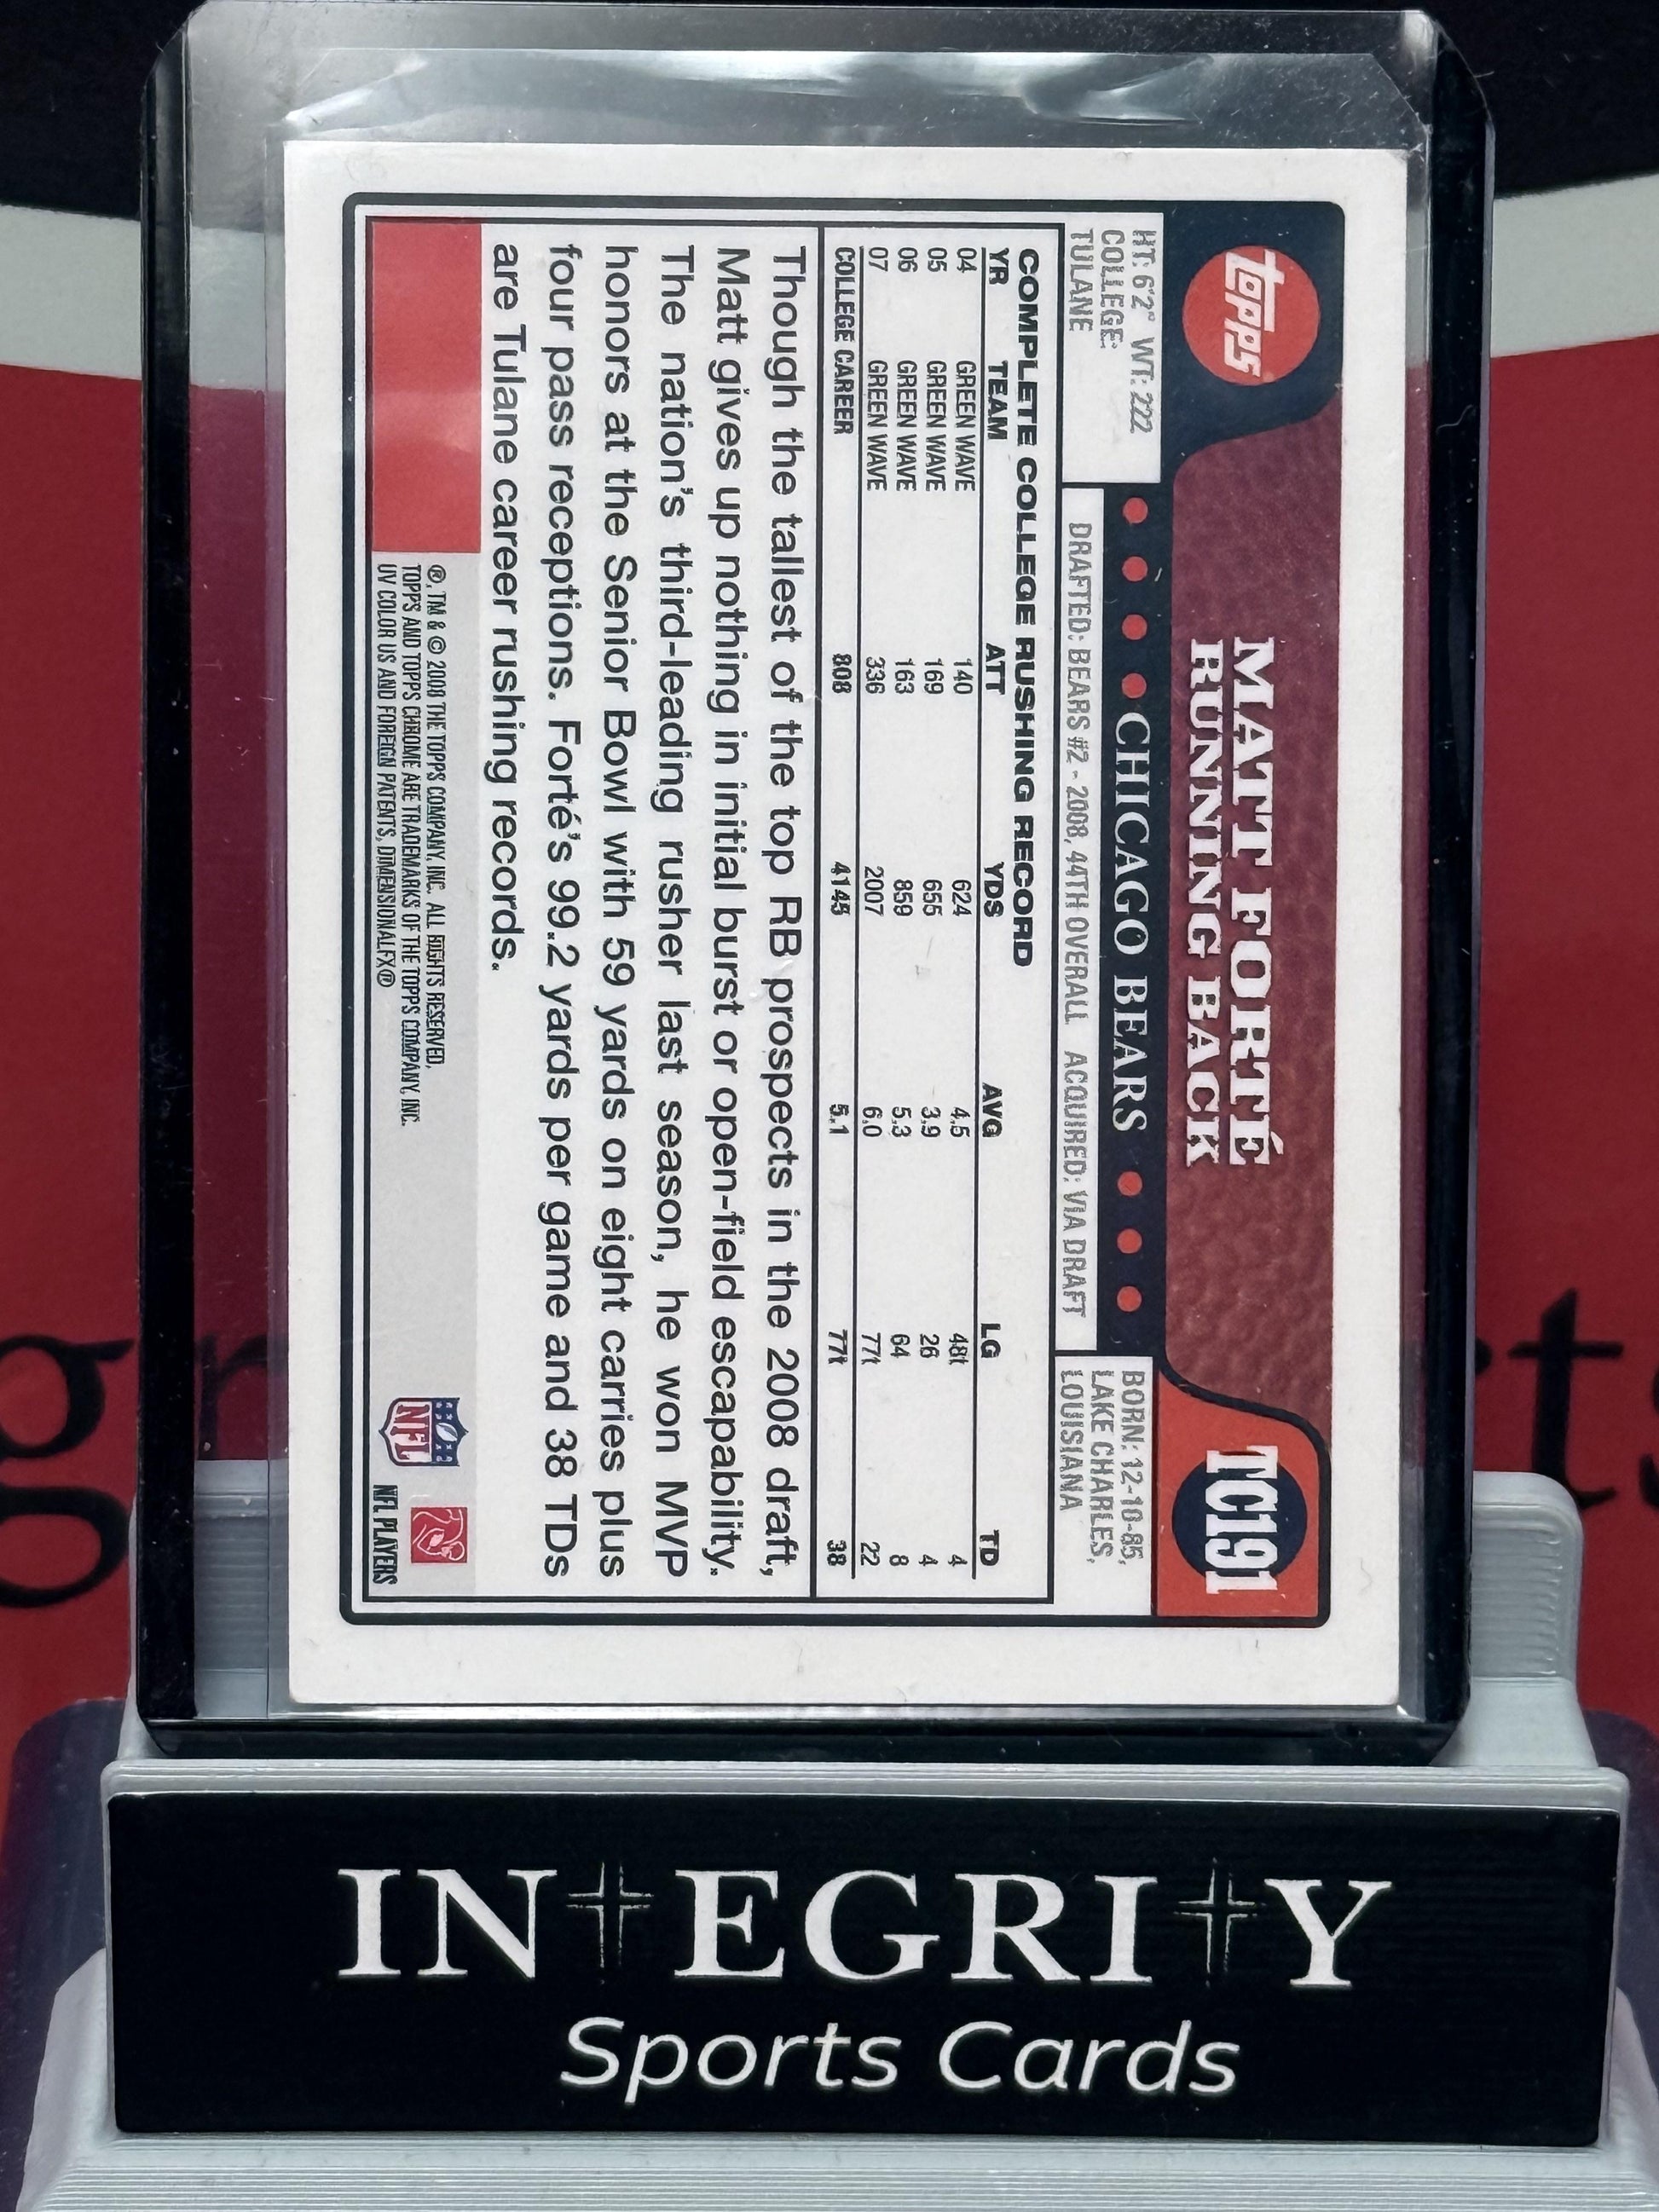 topps
MATT FORTÉ
RUNNING BACK
TC191
HT: 6'2" WT: 222
COLLEGE:
TULANE
CHICAGO BEARS
DRAFTED: BEARS #2 - 2008, 44TH OVERALL ACQUIRED: VIA DRAFT
BORN: 12-10-85,
LAKE CHARLES,
LOUISIANA
COMPLETE COLLEGE RUSHING RECORD
YR TEAM ATT YDS AVG LG TD
04 GREEN WAVE 140 624 4.5 48t 4
05 GREEN WAVE 169 655 3.9 26 4
06 GREEN WAVE 163 859 5.3 64 8
07 GREEN WAVE 336 2007 6.0 77t 22
COLLEGE CAREER 808 4145 5.1 77t 38
Though the tallest of the top RB prospects in the 2008 draft,
Matt gives up nothing in initial burst or open-field escapability.
The nation's third-leading rusher last season, he won MVP
honors at the Senior Bowl with 59 yards on eight carries plus
four pass receptions. Forté's 99.2 yards per game and 38 TDs
are Tulane career rushing records.
®, TM & © 2008 THE TOPPS COMPANY, INC. ALL RIGHTS RESERVED.
TOPPS AND TOPPS CHROME ARE TRADEMARKS OF THE TOPPS COMPANY, INC.
UV COLOR US AND FOREIGN PATENTS, DIMENSIONAL FX®
NFL
NFL PLAYERS
INTEGRITY
Sports Cards